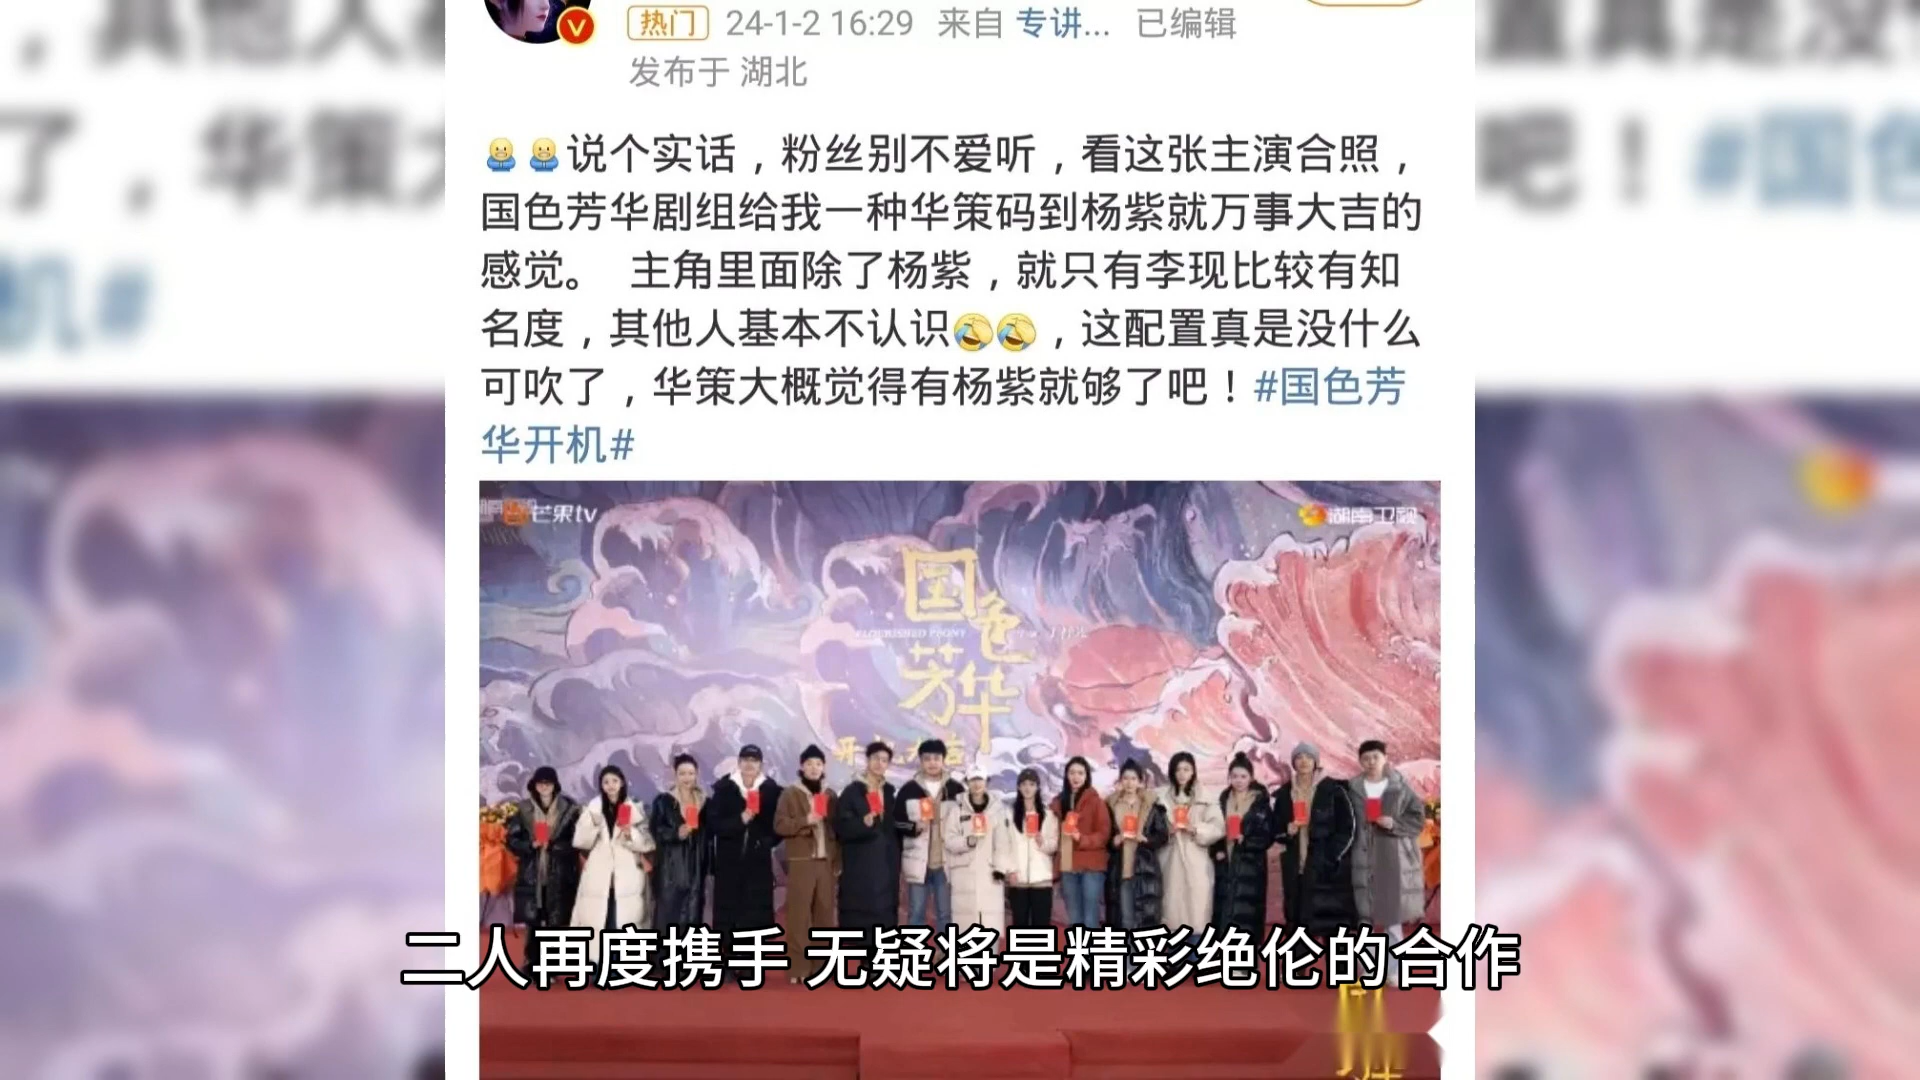 热门 24-1-2 16:29 来自 专讲... 已编辑
发布于 湖北
说个实话，粉丝别不爱听，看这张主演合照，
国色芳华剧组给我一种华策码到杨紫就万事大吉的
感觉。 主角里面除了杨紫，就只有李现比较有知
名度，其他人基本不认识，这配置真是没什么
可吹了，华策大概觉得有杨紫就够了吧！#国色芳
华开机#
芒果tv
湖南卫视
国色
FLOURISHED PEONY
芳华
二人再度携手 无疑将是精彩绝伦的合作